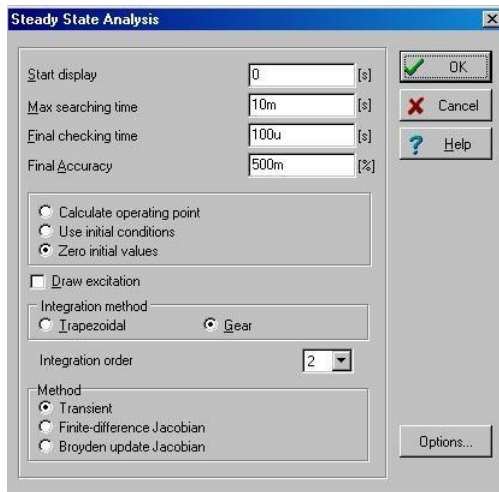 Steady State Analysis
Start display 0 [s]
Max searching time 10m [s]
Final checking time 100u [s]
Final Accuracy 500m [%]
Calculate operating point
Use initial conditions
Zero initial values
Draw excitation
Integration method
Trapezoidal Gear
Integration order 2
Method
Transient
Finite-difference Jacobian
Broyden update Jacobian
OK
Cancel
? Help
Options...